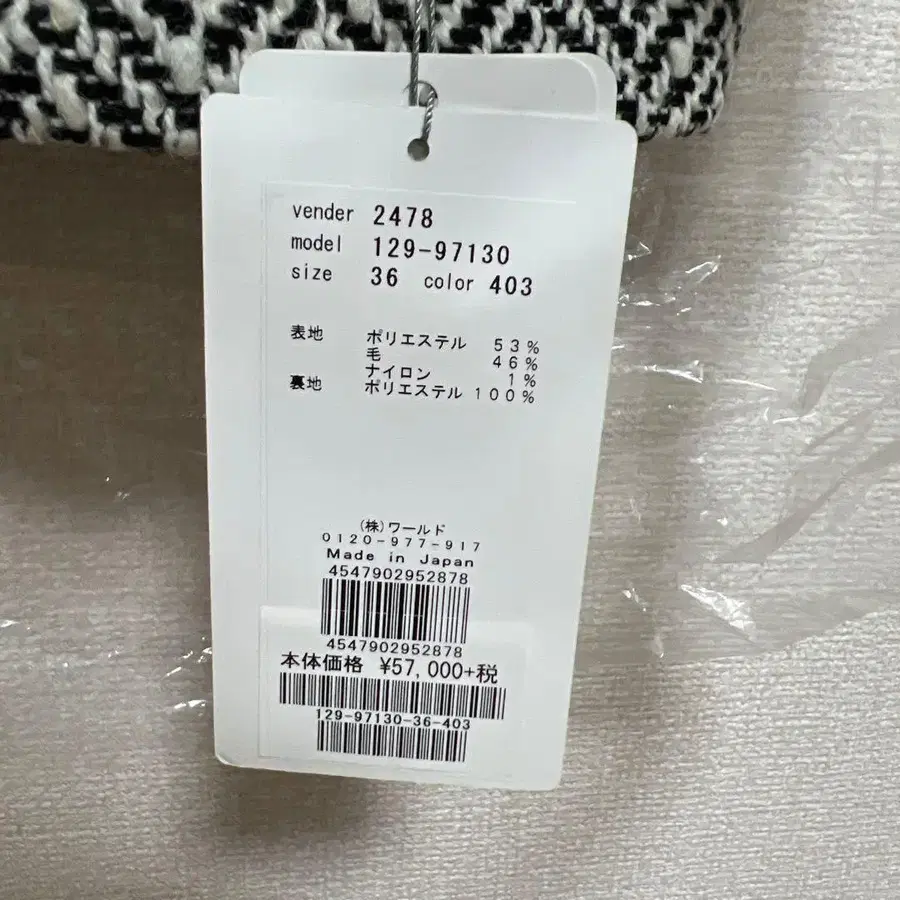 vender 2478
model 129-97130
size 36 color 403
表地 ポリエステル 53%
毛 46%
ナイロン 1%
裏地 ポリエステル 100%
(株)ワールド
0120-977-917
Made in Japan
4547902952878
4547902952878
本体価格 ¥57,000+税
129-97130-36-403